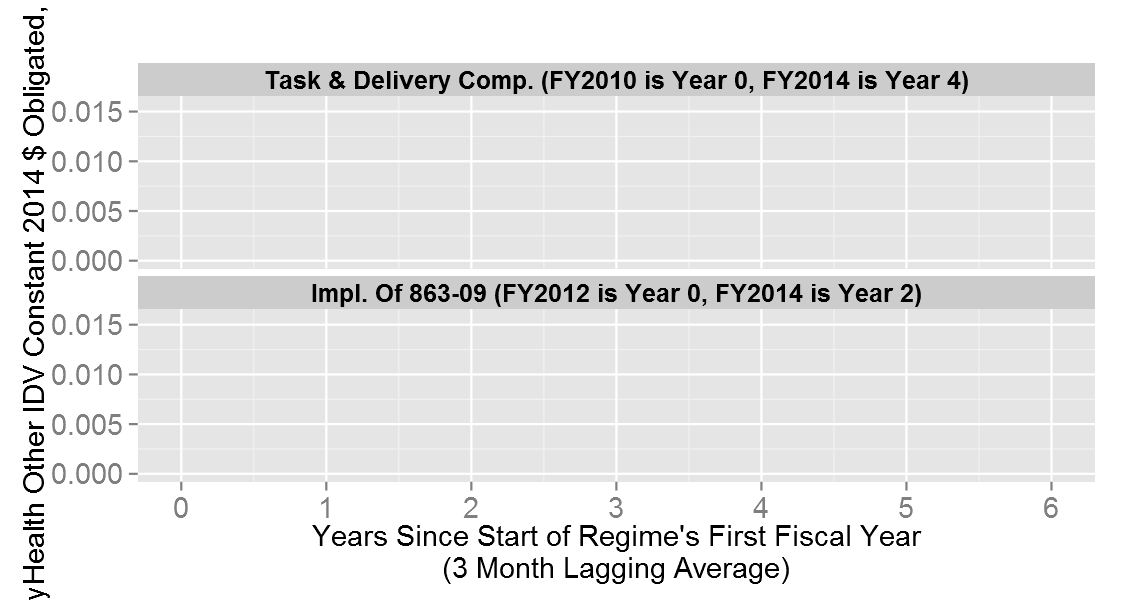 yHealth Other IDV Constant 2014 $ Obligated,
Task & Delivery Comp. (FY2010 is Year 0, FY2014 is Year 4)
0.015
0.010
0.005
0.000
Impl. Of 863-09 (FY2012 is Year 0, FY2014 is Year 2)
0.015
0.010
0.005
0.000
0 1 2 3 4 5 6
Years Since Start of Regime's First Fiscal Year
(3 Month Lagging Average)